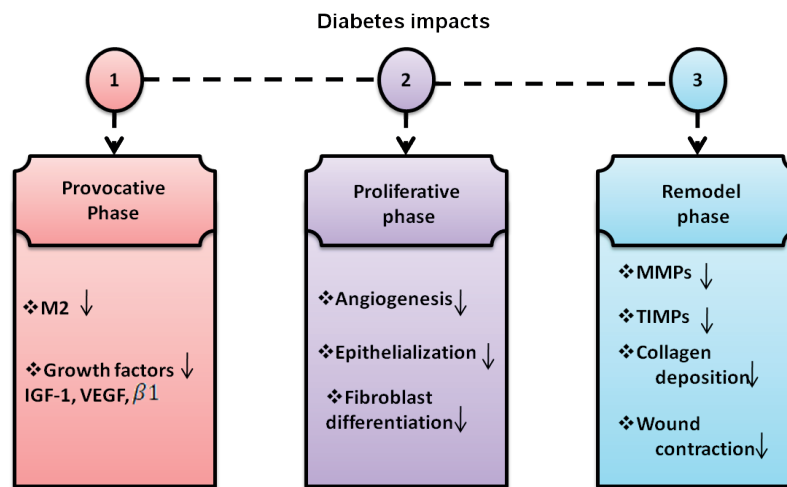 Diabetes impacts
1
2
3
Provocative
Phase
❖M2 ↓
❖Growth factors ↓
IGF-1, VEGF, β1
Proliferative
phase
❖Angiogenesis↓
❖Epithelialization ↓
❖Fibroblast
differentiation↓
Remodel
phase
❖MMPs ↓
❖TIMPs ↓
❖Collagen
deposition↓
❖Wound
contraction↓